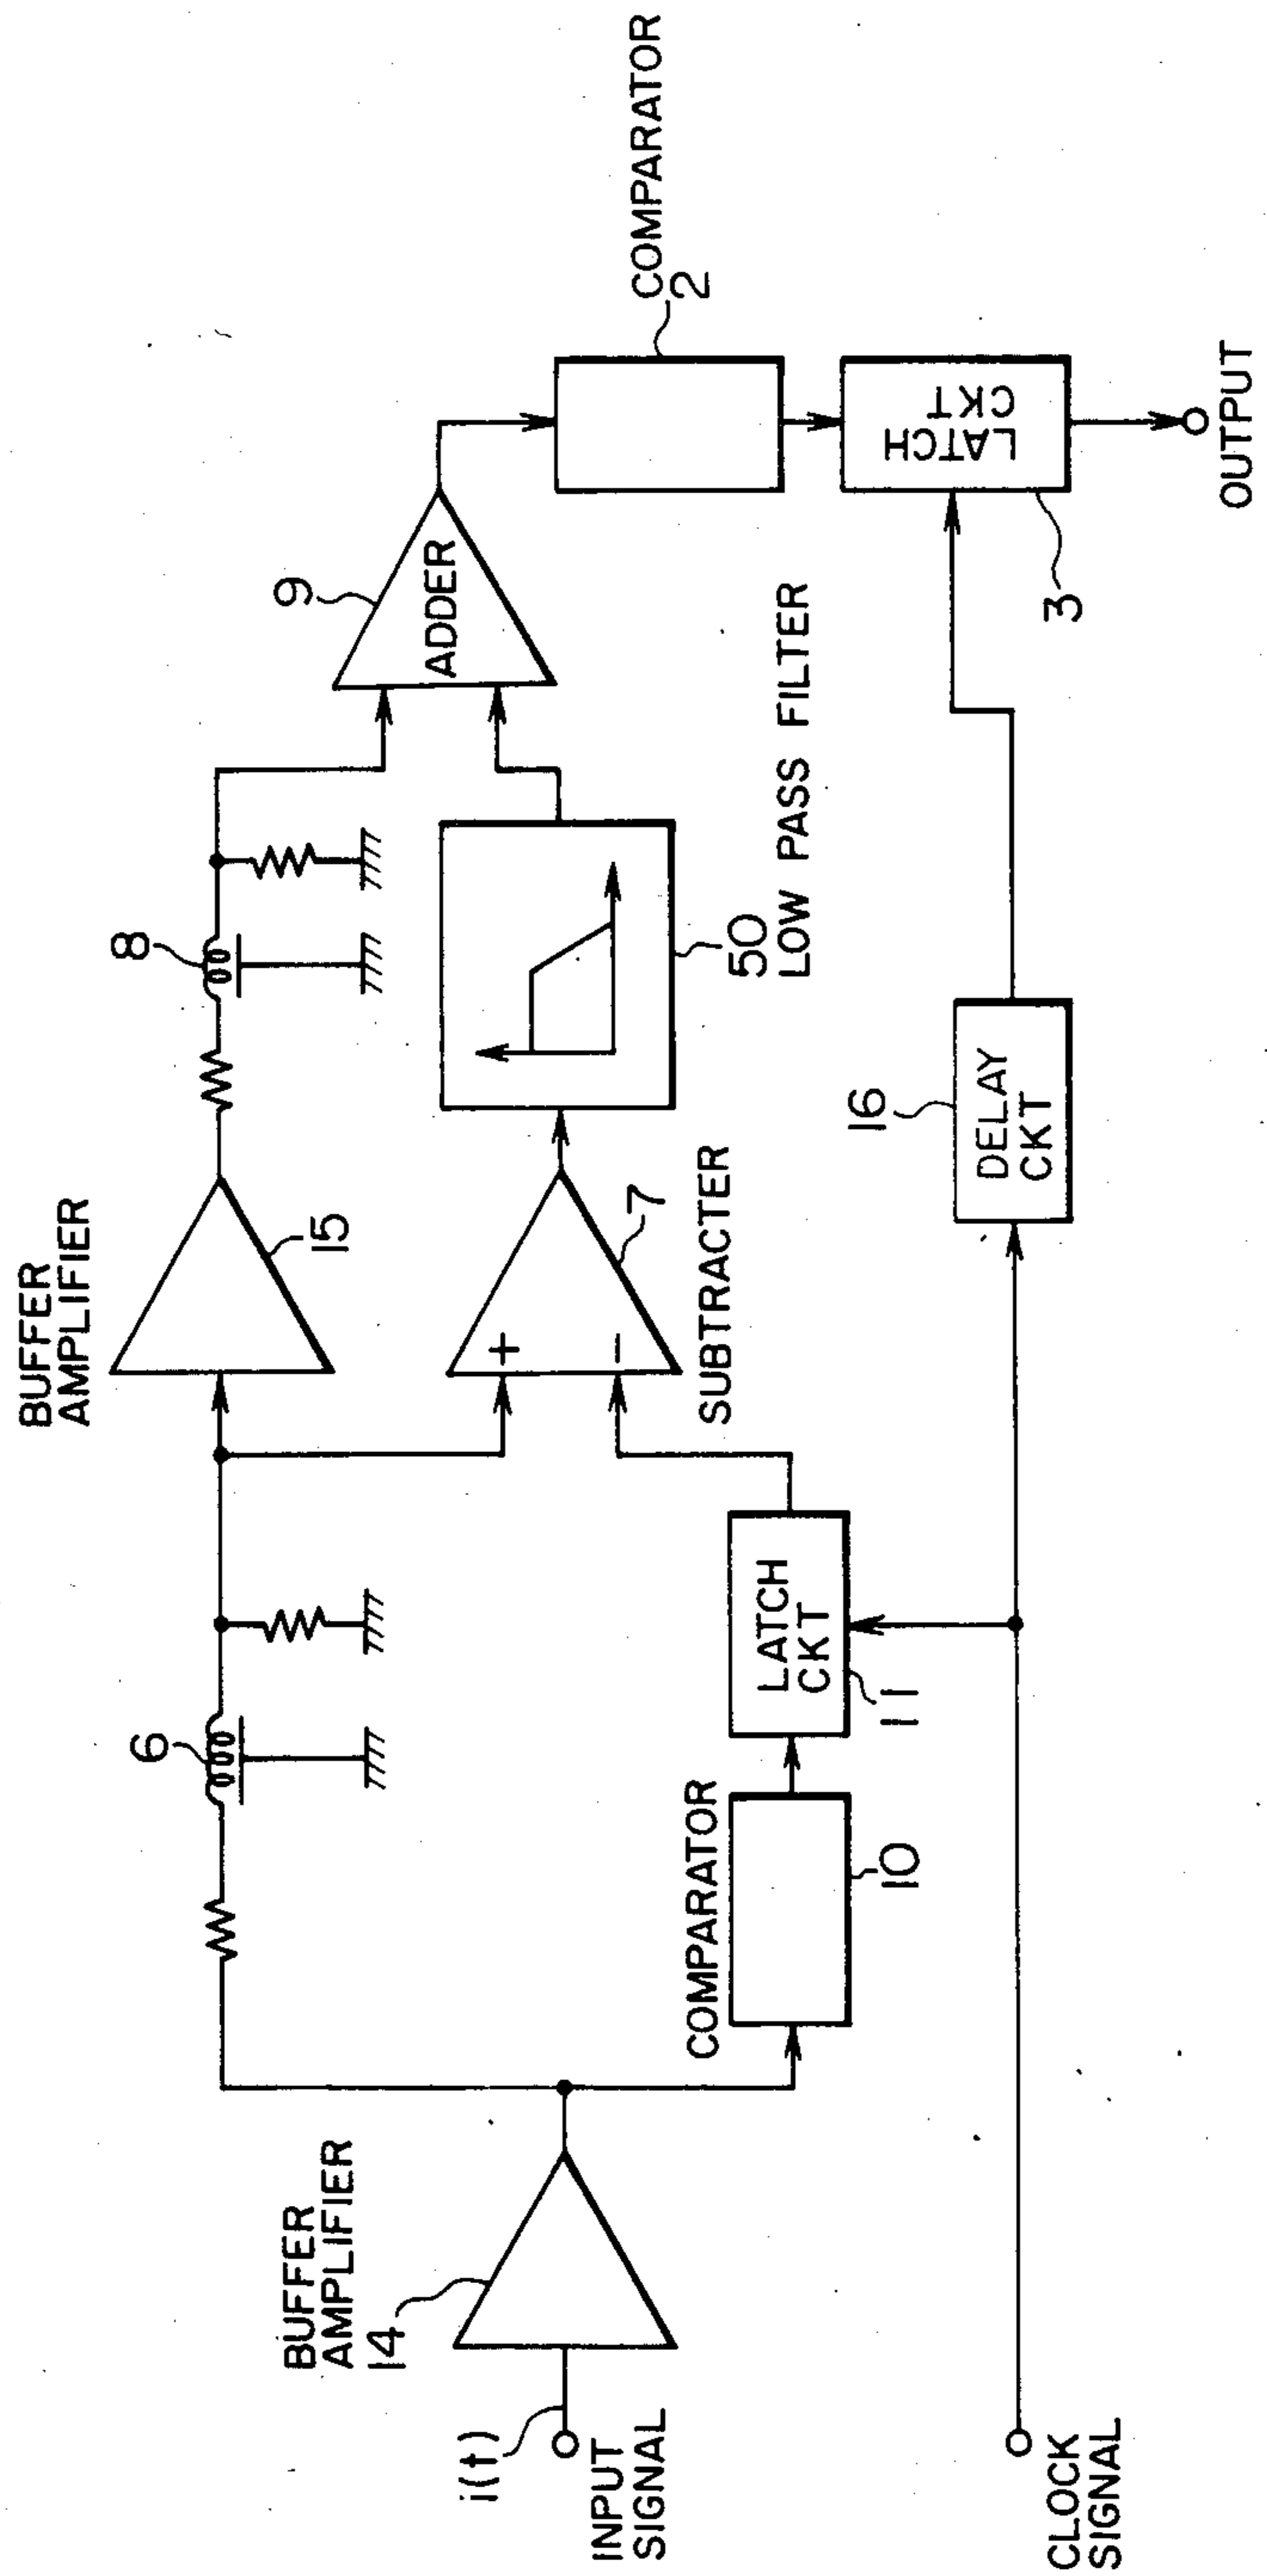 BUFFER
AMPLIFIER
15
8
9
ADDER
COMPARATOR
2
6
+
−
7
SUBTRACTER
50
LOW PASS FILTER
BUFFER
AMPLIFIER
14
i(t)
INPUT
SIGNAL
COMPARATOR
10
LATCH
CKT
11
16
DELAY
CKT
LATCH
CKT
3
OUTPUT
CLOCK
SIGNAL